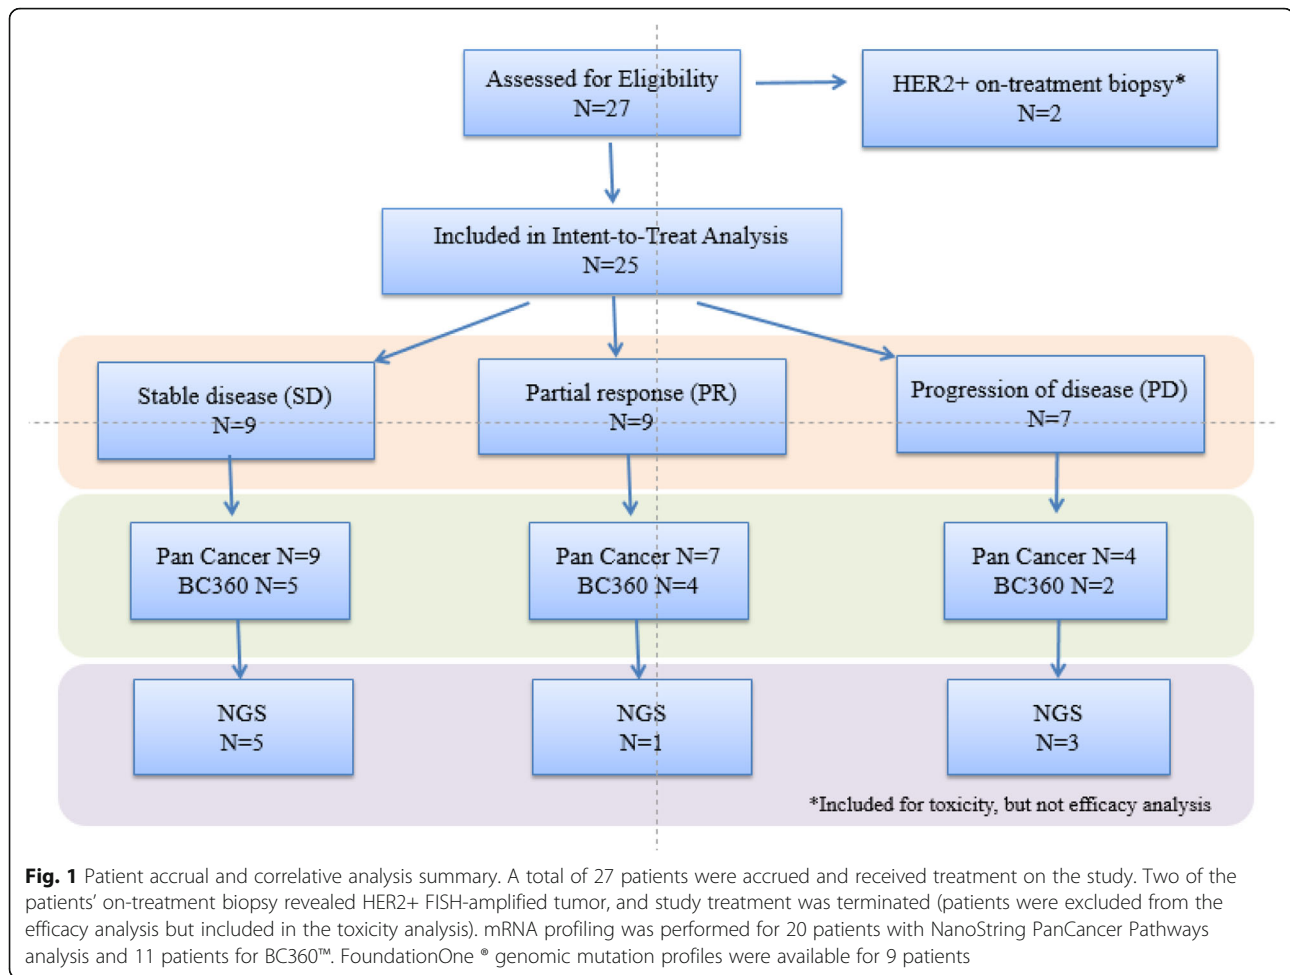 Assessed for Eligibility
N=27
HER2+ on-treatment biopsy*
N=2
Included in Intent-to-Treat Analysis
N=25
Stable disease (SD)
N=9
Partial response (PR)
N=9
Progression of disease (PD)
N=7
Pan Cancer N=9
BC360 N=5
Pan Cancer N=7
BC360 N=4
Pan Cancer N=4
BC360 N=2
NGS
N=5
NGS
N=1
NGS
N=3
*Included for toxicity, but not efficacy analysis
Fig. 1 Patient accrual and correlative analysis summary. A total of 27 patients were accrued and received treatment on the study. Two of the
patients’ on-treatment biopsy revealed HER2+ FISH-amplified tumor, and study treatment was terminated (patients were excluded from the
efficacy analysis but included in the toxicity analysis). mRNA profiling was performed for 20 patients with NanoString PanCancer Pathways
analysis and 11 patients for BC360™. FoundationOne ® genomic mutation profiles were available for 9 patients